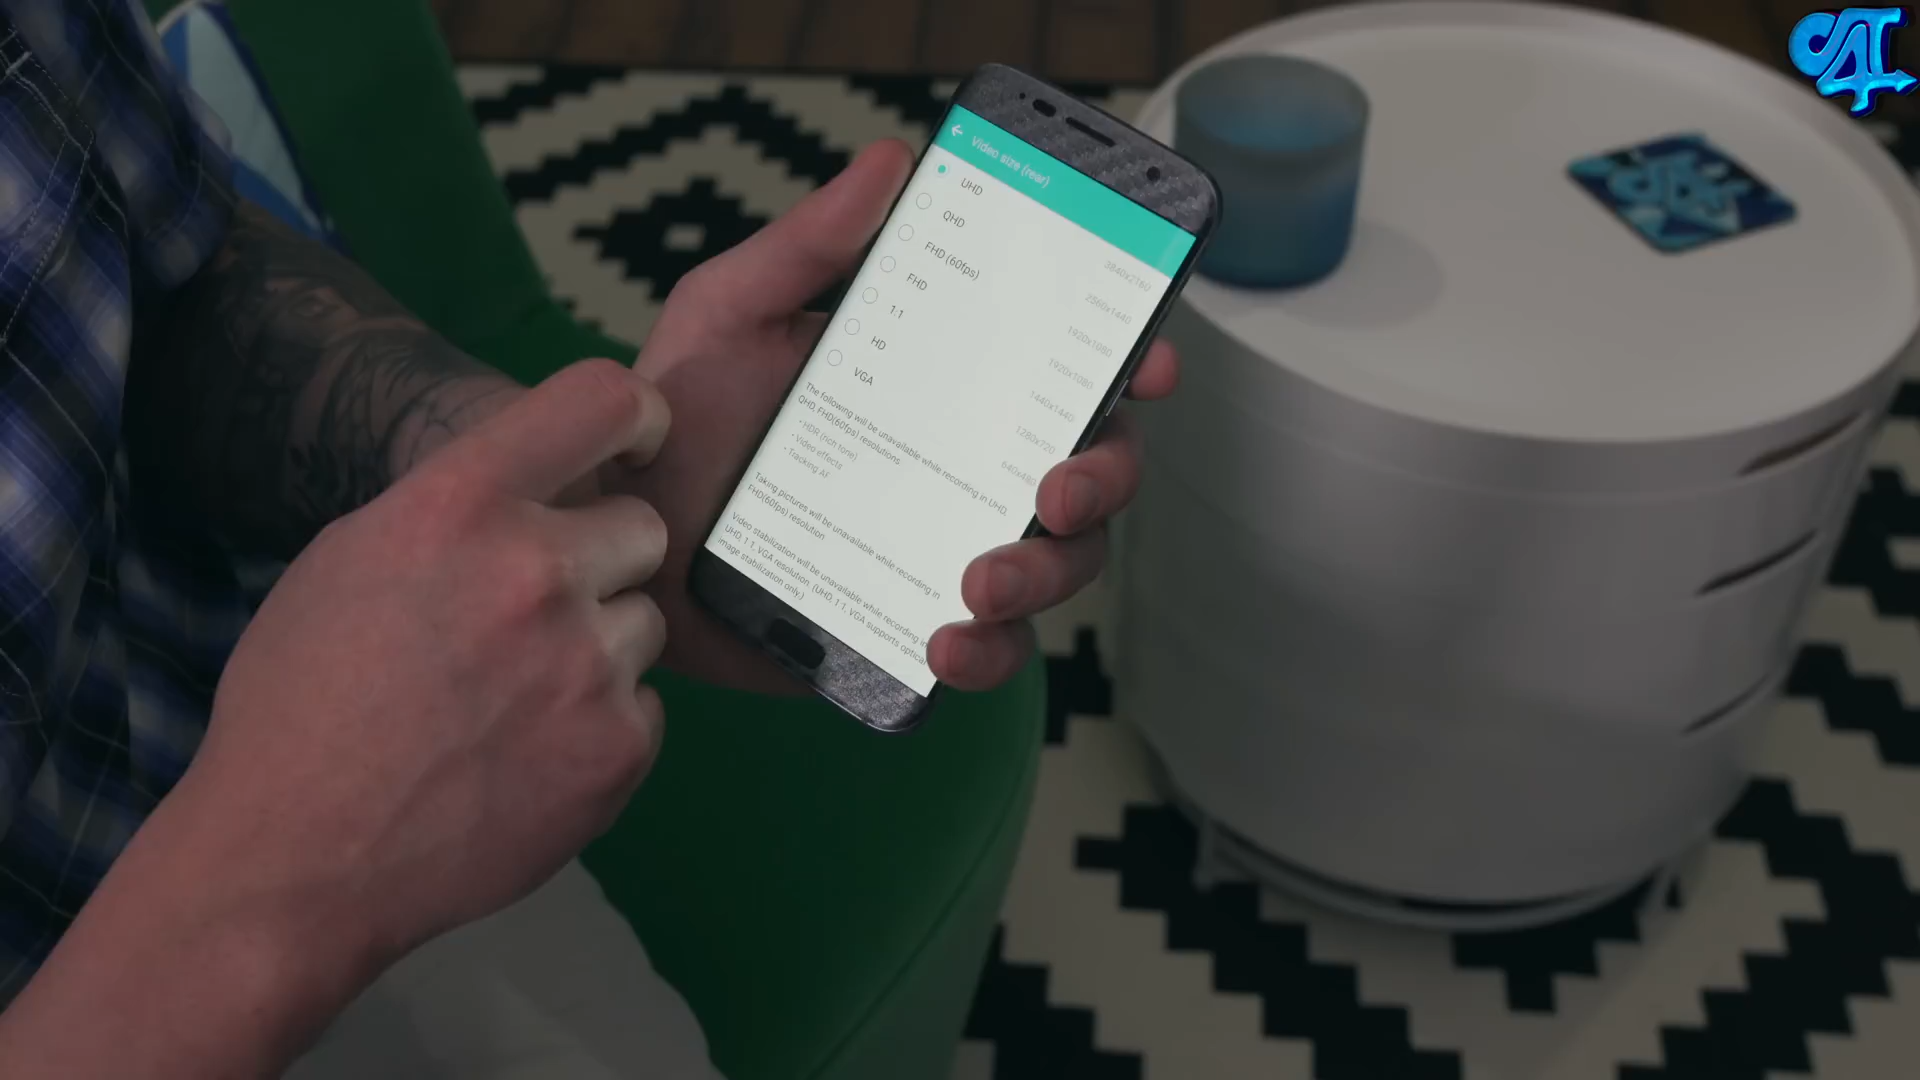 Video size (rear)
UHD 3840x2160
QHD 2560x1440
FHD (60fps) 1920x1080
FHD 1920x1080
1:1 1440x1440
HD 1280x720
VGA 640x480
The following will be unavailable while recording in UHD,
QHD, FHD(60fps) resolutions.
• HDR (rich tone)
• Video effects
• Tracking AF
Taking pictures will be unavailable while recording in
FHD(60fps) resolution
Video stabilization will be unavailable while recording in
UHD, 1:1, VGA resolution. (UHD, 1:1, VGA supports optical
image stabilization only.)